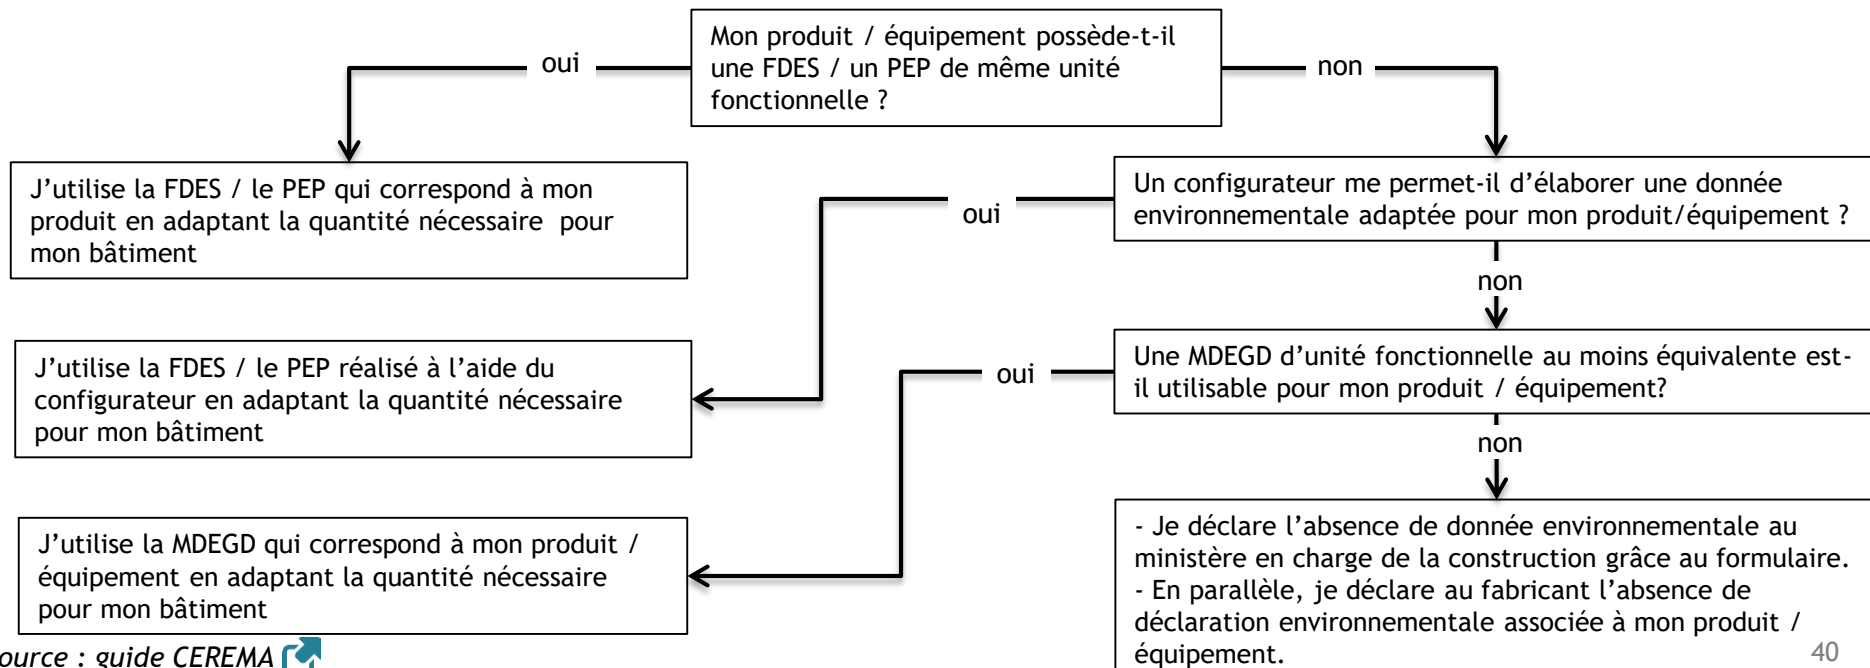 Mon produit / équipement possède-t-il
une FDES / un PEP de même unité
fonctionnelle ?
oui
non
J’utilise la FDES / le PEP qui correspond à mon
produit en adaptant la quantité nécessaire pour
mon bâtiment
Un configurateur me permet-il d’élaborer une donnée
environnementale adaptée pour mon produit/équipement ?
oui
non
J’utilise la FDES / le PEP réalisé à l’aide du
configurateur en adaptant la quantité nécessaire
pour mon bâtiment
Une MDEGD d’unité fonctionnelle au moins équivalente est-
il utilisable pour mon produit / équipement?
oui
non
J’utilise la MDEGD qui correspond à mon produit /
équipement en adaptant la quantité nécessaire
pour mon bâtiment
- Je déclare l’absence de donnée environnementale au
ministère en charge de la construction grâce au formulaire.
- En parallèle, je déclare au fabricant l’absence de
déclaration environnementale associée à mon produit /
équipement.
ource : guide CEREMA
40